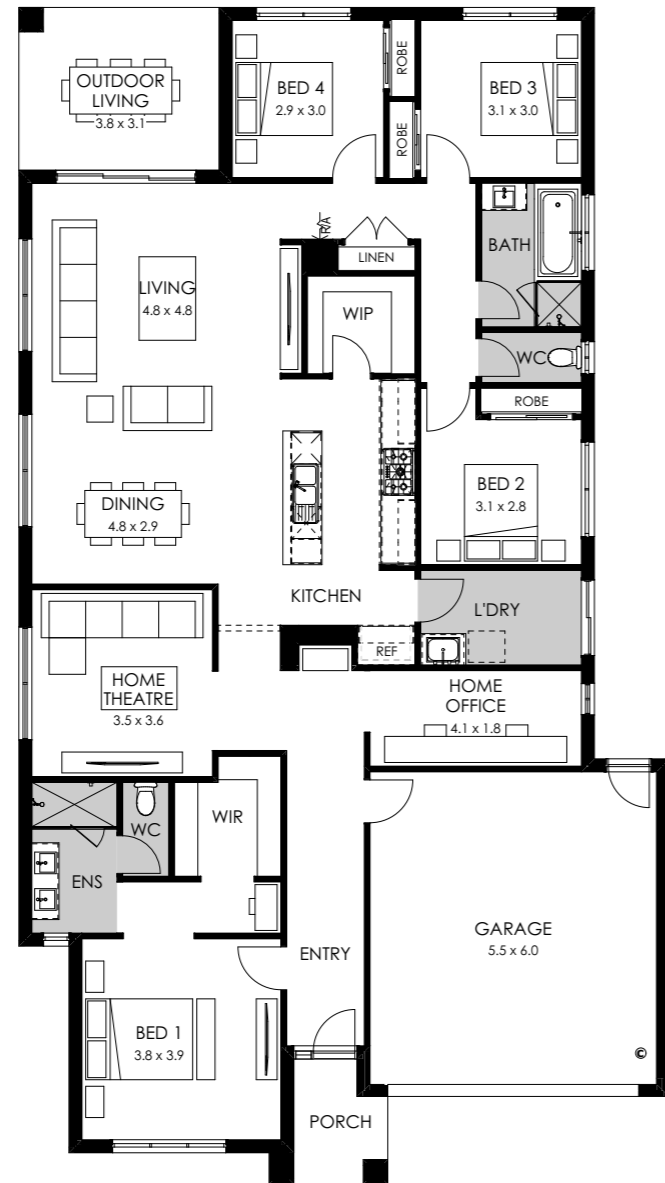 OUTDOOR
LIVING
3.8 x 3.1
BED 4
2.9 x 3.0
ROBE
ROBE
BED 3
3.1 x 3.0
R/A
LINEN
BATH
LIVING
4.8 x 4.8
WIP
WC
ROBE
BED 2
3.1 x 2.8
DINING
4.8 x 2.9
KITCHEN
L'DRY
REF
HOME
THEATRE
3.5 x 3.6
HOME
OFFICE
4.1 x 1.8
WIR
WC
ENS
GARAGE
5.5 x 6.0
ENTRY
BED 1
3.8 x 3.9
©
PORCH